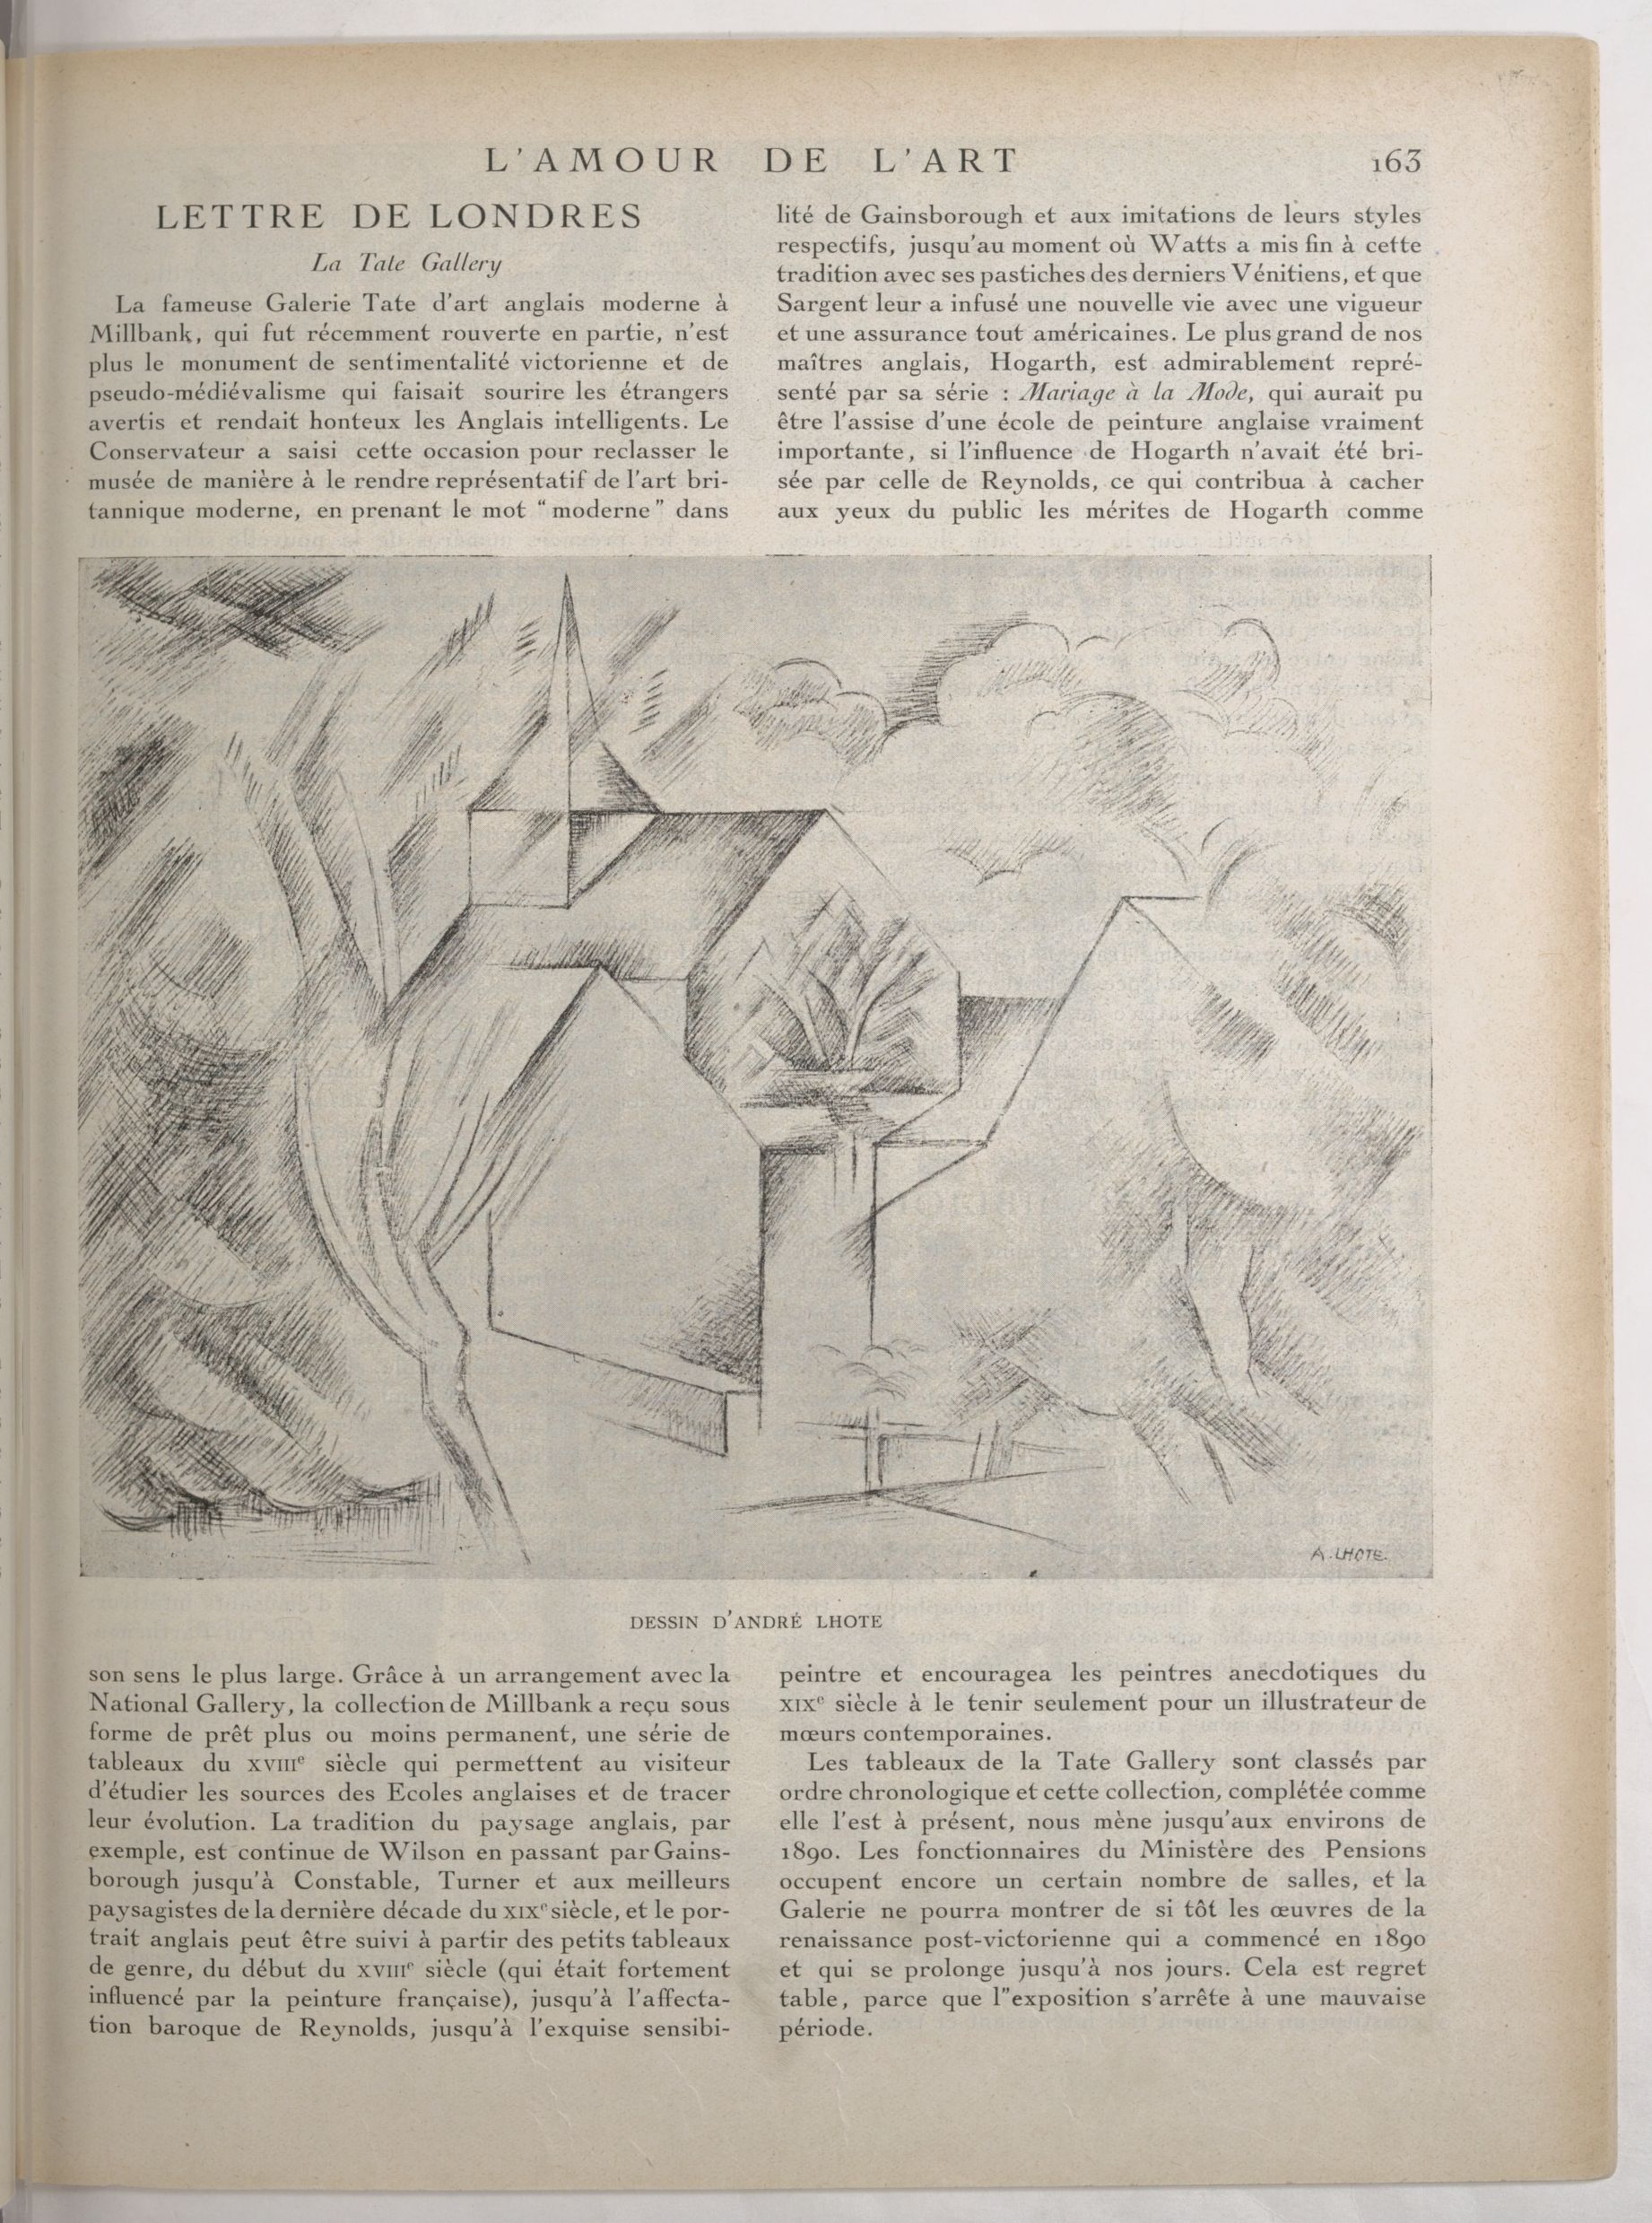 L'AMOUR DE L'ART 163
LETTRE DE LONDRES
La Tate Gallery
La fameuse Galerie Tate d'art anglais moderne à
Millbank, qui fut récemment rouverte en partie, n'est
plus le monument de sentimentalité victorienne et de
pseudo-médiévalisme qui faisait sourire les étrangers
avertis et rendait honteux les Anglais intelligents. Le
Conservateur a saisi cette occasion pour reclasser le
musée de manière à le rendre représentatif de l'art bri-
tannique moderne, en prenant le mot “moderne” dans
son sens le plus large. Grâce à un arrangement avec la
National Gallery, la collection de Millbank a reçu sous
forme de prêt plus ou moins permanent, une série de
tableaux du XVIIIe siècle qui permettent au visiteur
d'étudier les sources des Ecoles anglaises et de tracer
leur évolution. La tradition du paysage anglais, par
exemple, est continue de Wilson en passant par Gains-
borough jusqu'à Constable, Turner et aux meilleurs
paysagistes de la dernière décade du XIXe siècle, et le por-
trait anglais peut être suivi à partir des petits tableaux
de genre, du début du XVIIIe siècle (qui était fortement
influencé par la peinture française), jusqu'à l'affecta-
tion baroque de Reynolds, jusqu'à l'exquise sensibi-
lité de Gainsborough et aux imitations de leurs styles
respectifs, jusqu'au moment où Watts a mis fin à cette
tradition avec ses pastiches des derniers Vénitiens, et que
Sargent leur a infusé une nouvelle vie avec une vigueur
et une assurance tout américaines. Le plus grand de nos
maîtres anglais, Hogarth, est admirablement repré-
senté par sa série : Mariage à la Mode, qui aurait pu
être l'assise d'une école de peinture anglaise vraiment
importante, si l'influence de Hogarth n'avait été bri-
sée par celle de Reynolds, ce qui contribua à cacher
aux yeux du public les mérites de Hogarth comme
peintre et encouragea les peintres anecdotiques du
XIXe siècle à le tenir seulement pour un illustrateur de
mœurs contemporaines.
Les tableaux de la Tate Gallery sont classés par
ordre chronologique et cette collection, complétée comme
elle l'est à présent, nous mène jusqu'aux environs de
1890. Les fonctionnaires du Ministère des Pensions
occupent encore un certain nombre de salles, et la
Galerie ne pourra montrer de si tôt les œuvres de la
renaissance post-victorienne qui a commencé en 1890
et qui se prolonge jusqu'à nos jours. Cela est regret
table, parce que l"exposition s'arrête à une mauvaise
période.
A. LHOTE.
DESSIN D'ANDRÉ LHOTE